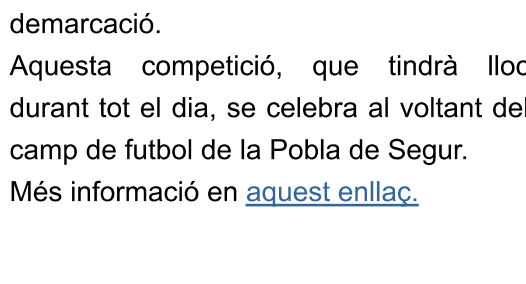 demarcació.
Aquesta competició, que tindrà lloc
durant tot el dia, se celebra al voltant del
camp de futbol de la Pobla de Segur.
Més informació en aquest enllaç.